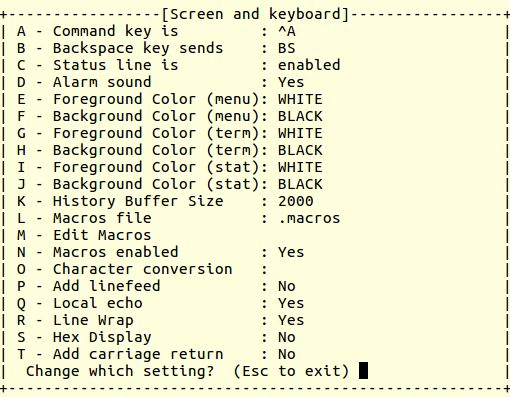 +-----------------[Screen and keyboard]-----------------+
| A - Command key is         : ^A                       |
| B - Backspace key sends    : BS                       |
| C - Status line is         : enabled                  |
| D - Alarm sound            : Yes                      |
| E - Foreground Color (menu): WHITE                    |
| F - Background Color (menu): BLACK                    |
| G - Foreground Color (term): WHITE                    |
| H - Background Color (term): BLACK                    |
| I - Foreground Color (stat): WHITE                    |
| J - Background Color (stat): BLACK                    |
| K - History Buffer Size    : 2000                     |
| L - Macros file            : .macros                  |
| M - Edit Macros                                       |
| N - Macros enabled         : Yes                      |
| O - Character conversion   :                          |
| P - Add linefeed           : No                       |
| Q - Local echo             : Yes                      |
| R - Line Wrap              : Yes                      |
| S - Hex Display            : No                       |
| T - Add carriage return    : No                       |
|  Change which setting?  (Esc to exit)                 |
+-------------------------------------------------------+